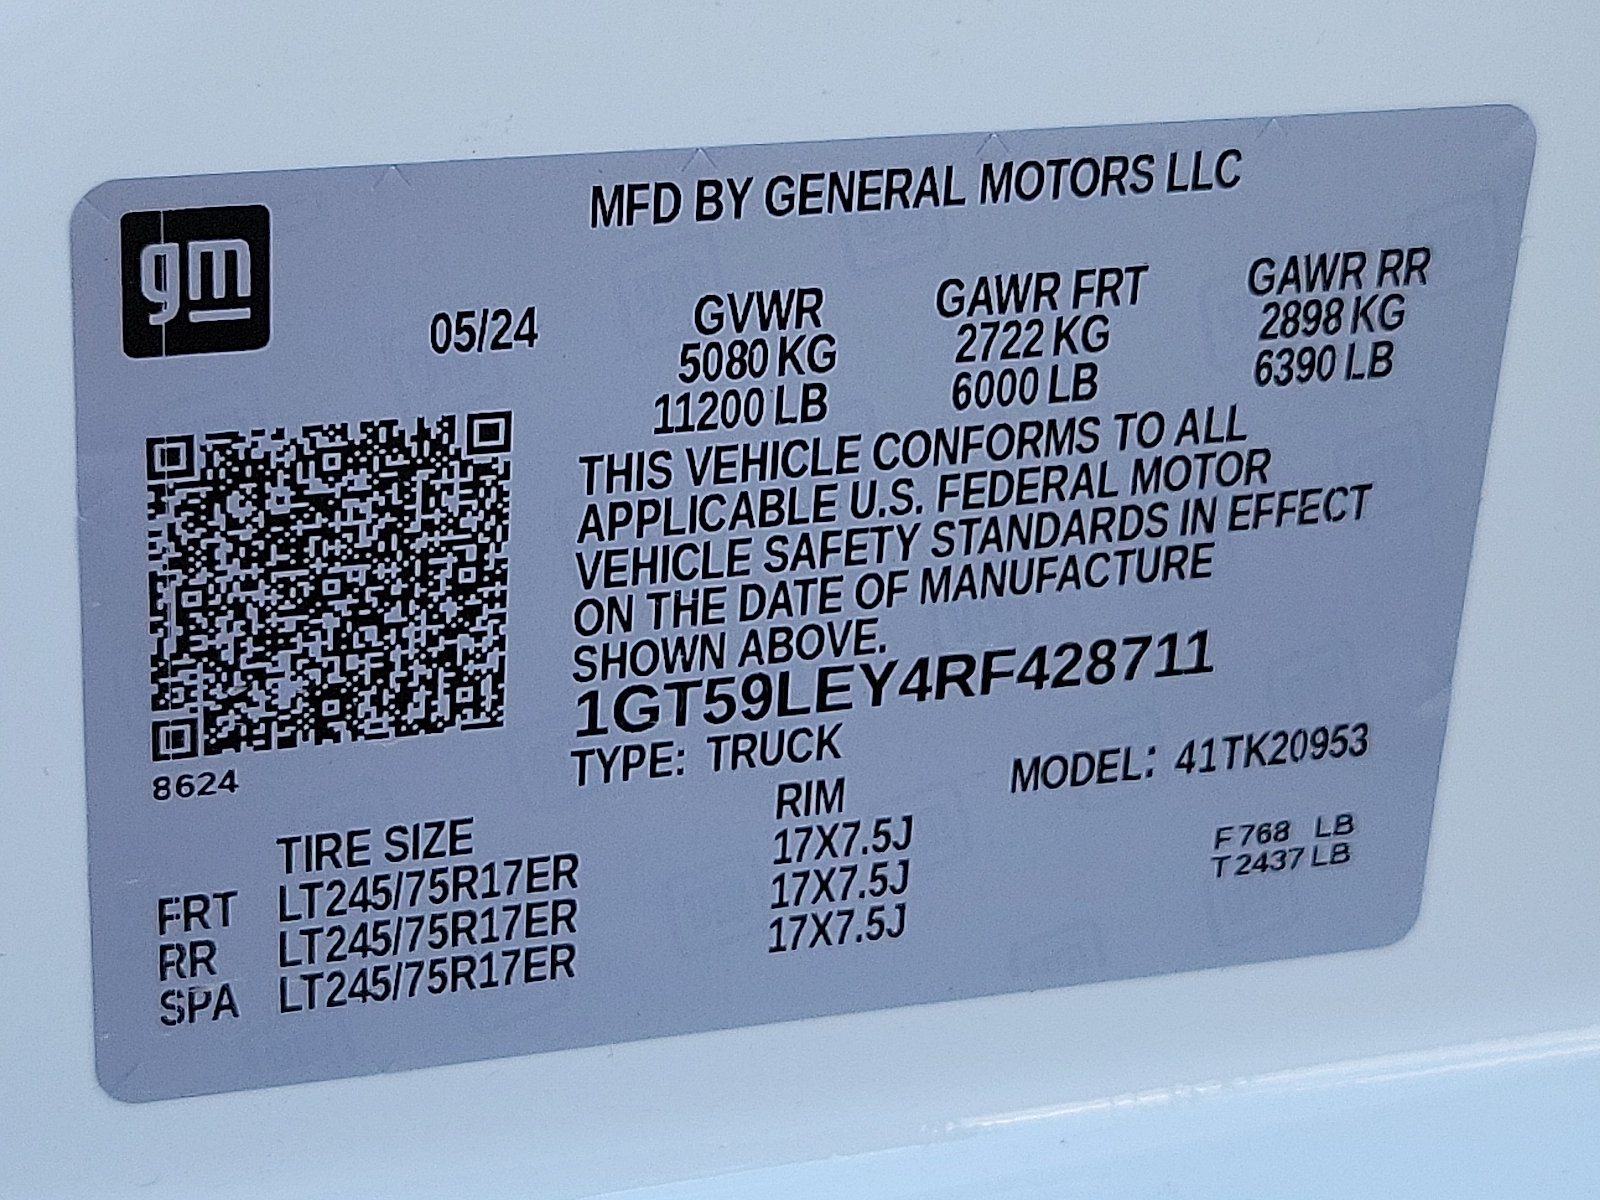 gm
MFD BY GENERAL MOTORS LLC
05/24
GVWR
5080 KG
11200 LB
GAWR FRT
2722 KG
6000 LB
GAWR RR
2898 KG
6390 LB
THIS VEHICLE CONFORMS TO ALL
APPLICABLE U.S. FEDERAL MOTOR
VEHICLE SAFETY STANDARDS IN EFFECT
ON THE DATE OF MANUFACTURE
SHOWN ABOVE.
1GT59LEY4RF428711
TYPE: TRUCK
MODEL: 41TK20953
8624
TIRE SIZE RIM
FRT LT245/75R17ER 17X7.5J
RR LT245/75R17ER 17X7.5J
SPA LT245/75R17ER 17X7.5J
F 768 LB
T 2437 LB